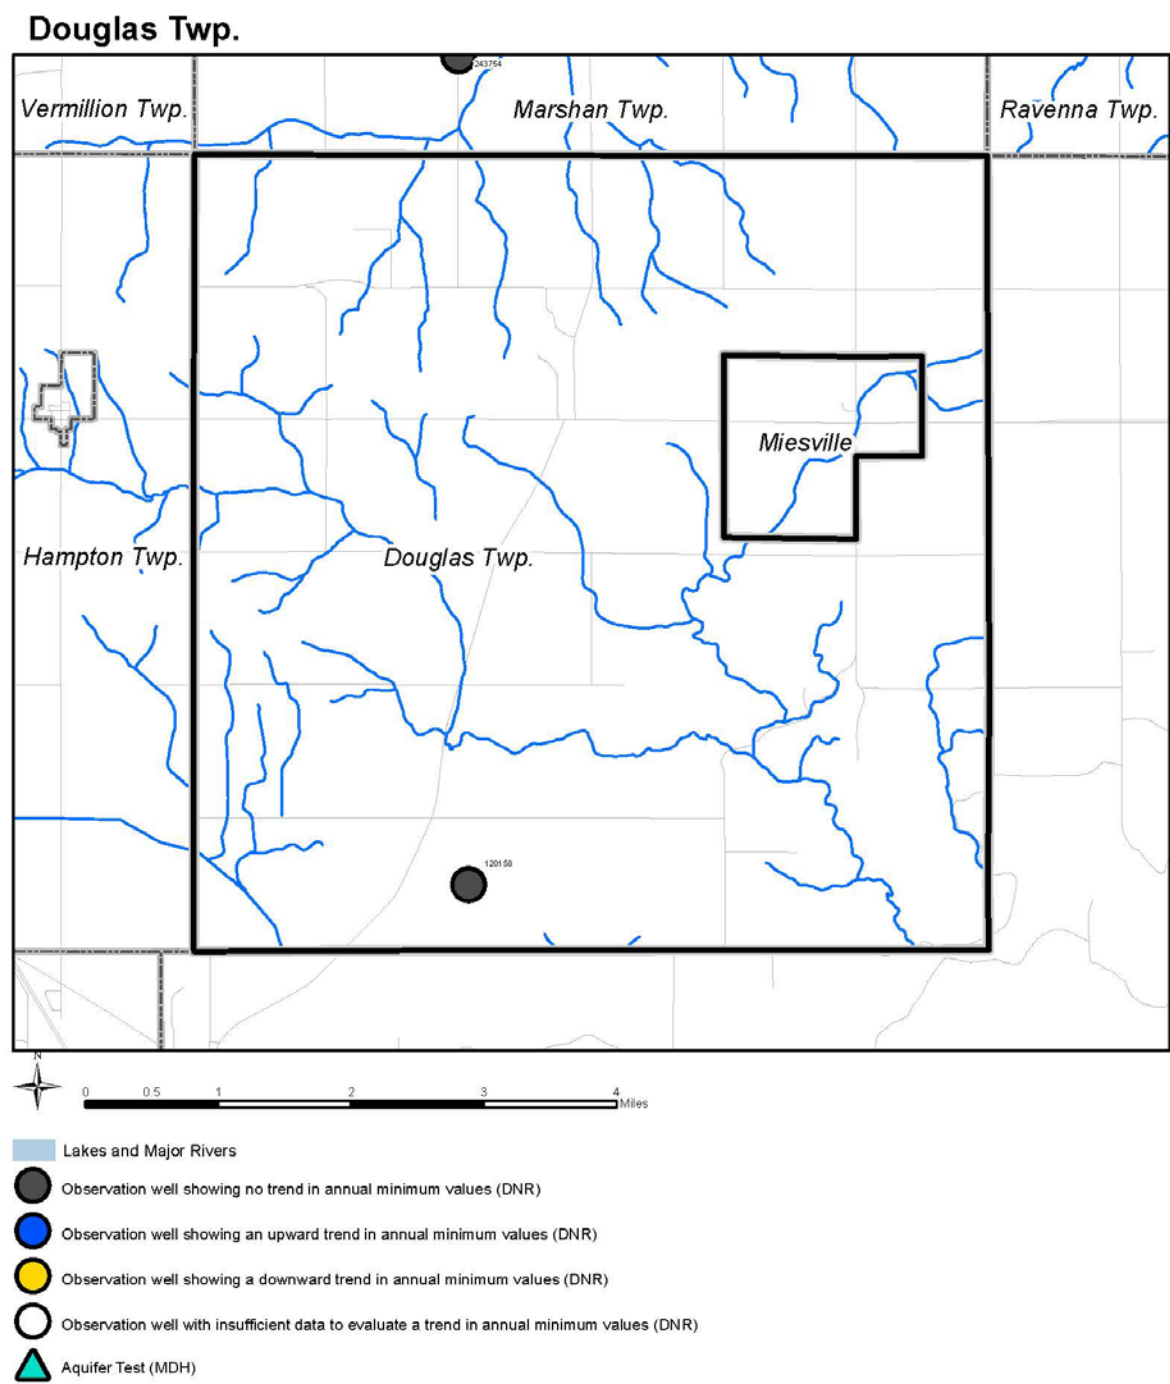 Douglas Twp.
243754
Vermillion Twp.
Marshan Twp.
Ravenna Twp.
Miesville
Hampton Twp.
Douglas Twp.
120150
N
0 0.5 1 2 3 4
Miles
Lakes and Major Rivers
Observation well showing no trend in annual minimum values (DNR)
Observation well showing an upward trend in annual minimum values (DNR)
Observation well showing a downward trend in annual minimum values (DNR)
Observation well with insufficient data to evaluate a trend in annual minimum values (DNR)
Aquifer Test (MDH)